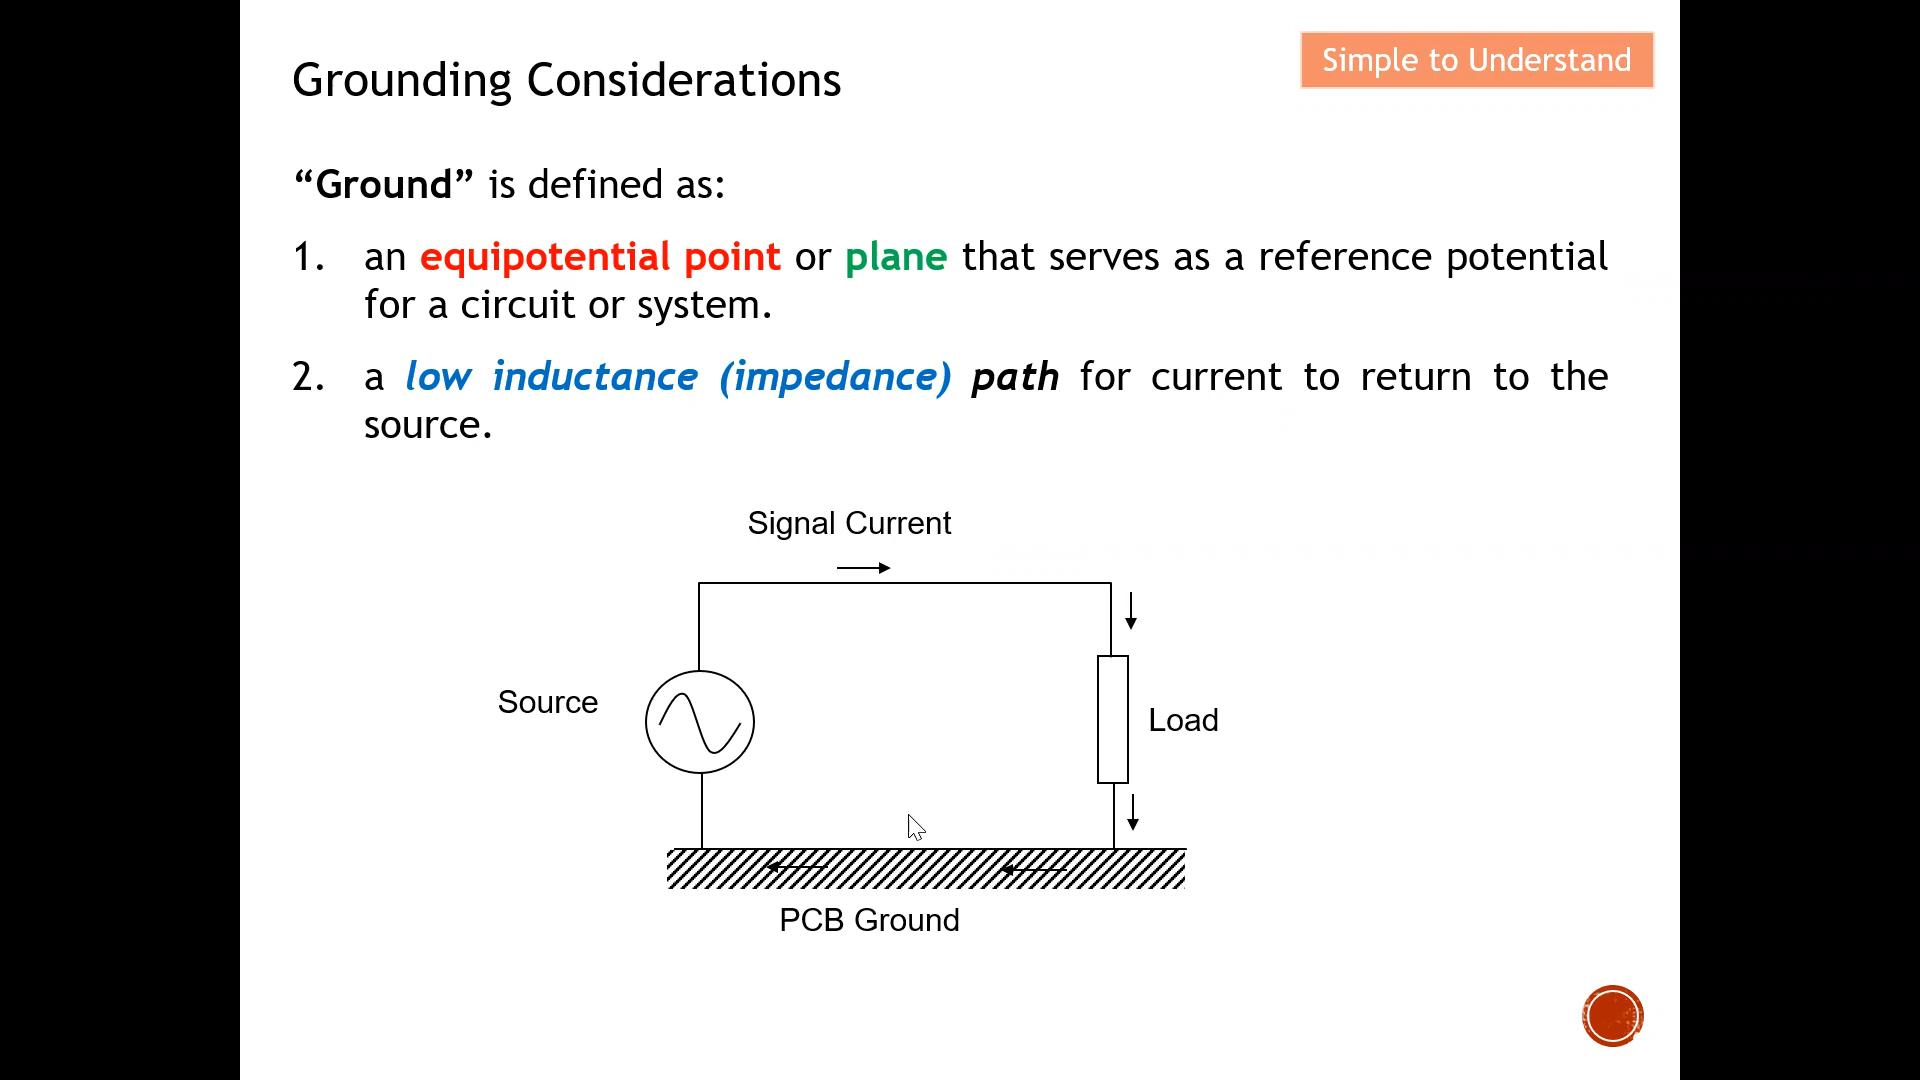 Simple to Understand
Grounding Considerations
“Ground” is defined as:
1. an equipotential point or plane that serves as a reference potential
for a circuit or system.
2. a low inductance (impedance) path for current to return to the
source.
Signal Current
Source
Load
PCB Ground